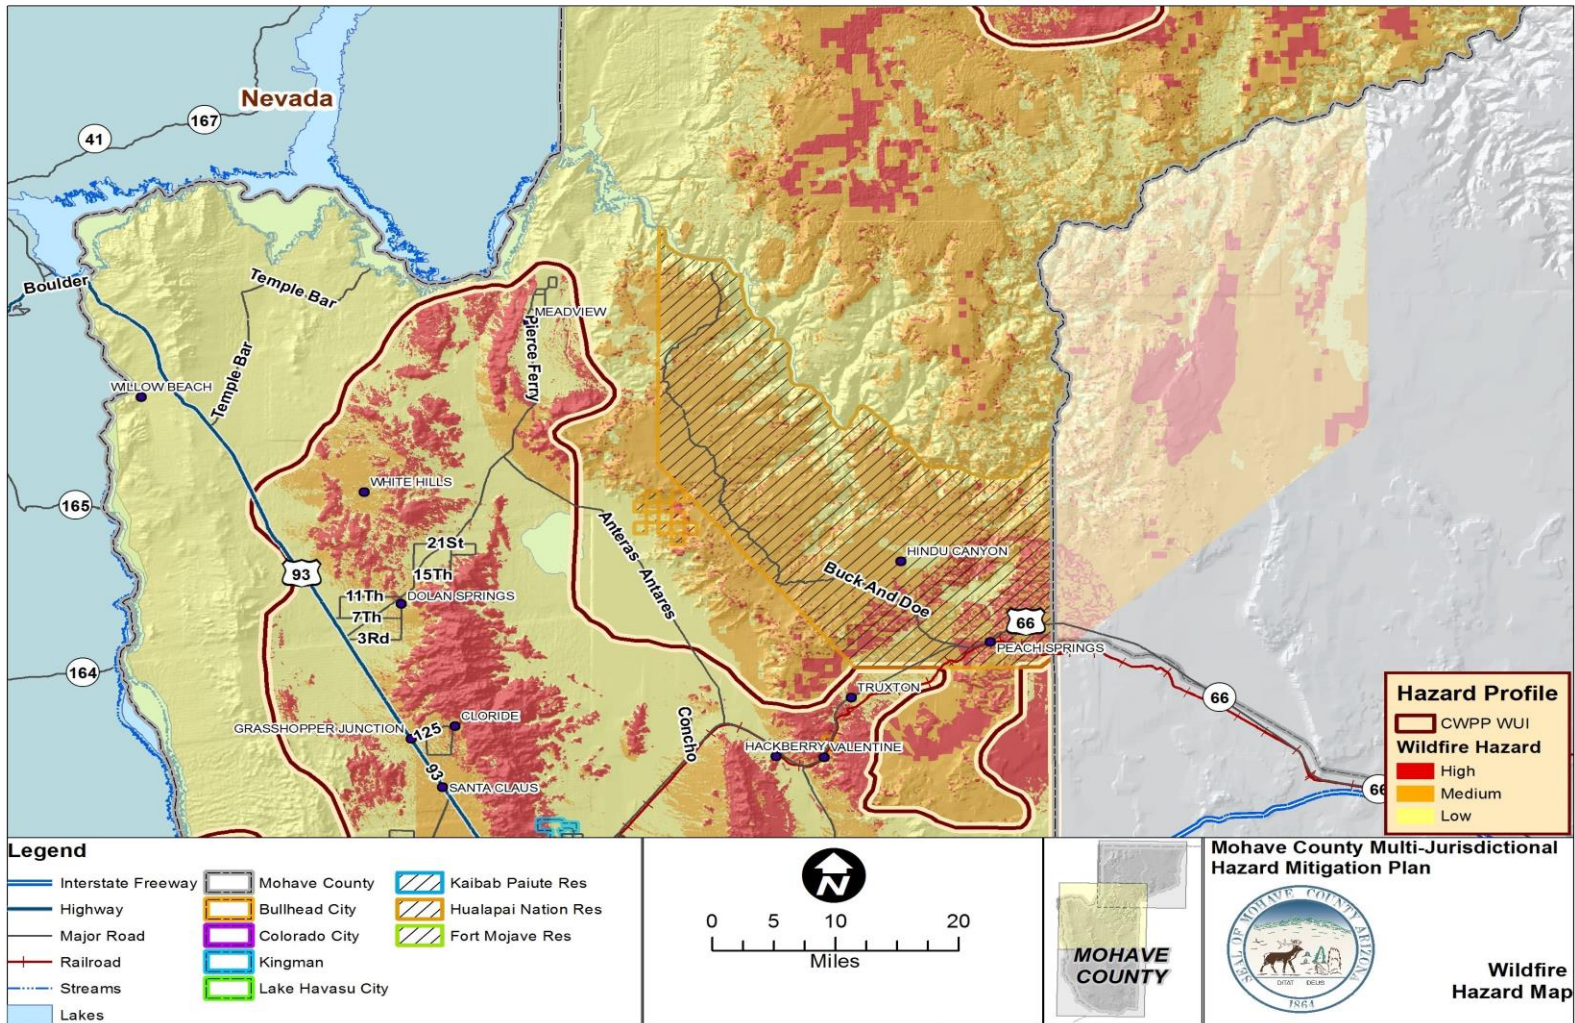 Nevada
167
41
Boulder
Temple Bar
Temple Bar
WILLOW BEACH
MEADVIEW
Pierce Ferry
WHITE HILLS
165
93
21St
15Th
11Th
DOLAN SPRINGS
7Th
3Rd
Anteras
Antares
HINDU CANYON
Buck And Doe
66
PEACH SPRINGS
164
TRUXTON
66
CLORIDE
GRASSHOPPER JUNCTION
125
Concho
HACKBERRY
VALENTINE
93
SANTA CLAUS
66
Hazard Profile
CWPP WUI
Wildfire Hazard
High
Medium
Low
Legend
Interstate Freeway
Highway
Major Road
Railroad
Streams
Lakes
Mohave County
Bullhead City
Colorado City
Kingman
Lake Havasu City
Kaibab Paiute Res
Hualapai Nation Res
Fort Mojave Res
N
0 5 10 20
Miles
MOHAVE
COUNTY
Mohave County Multi-Jurisdictional
Hazard Mitigation Plan
SEAL OF MOHAVE COUNTY ARIZONA
DITAT DEUS
1864
Wildfire
Hazard Map